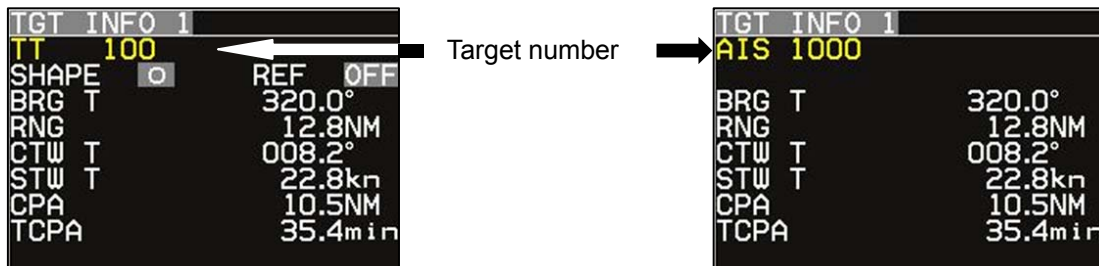 TGT INFO 1
TT 100
SHAPE O REF OFF
BRG T 320.0°
RNG 12.8NM
CTW T 008.2°
STW T 22.8kn
CPA 10.5NM
TCPA 35.4min
Target number
TGT INFO 1
AIS 1000
BRG T 320.0°
RNG 12.8NM
CTW T 008.2°
STW T 22.8kn
CPA 10.5NM
TCPA 35.4min